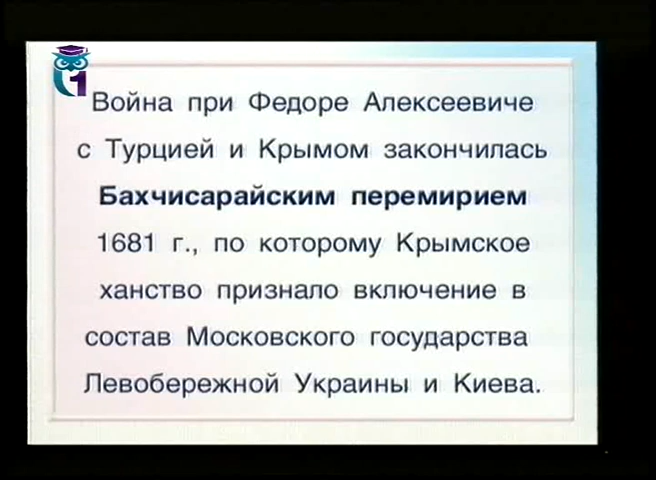 1
Война при Федоре Алексеевиче
с Турцией и Крымом закончилась
Бахчисарайским перемирием
1681 г., по которому Крымское
ханство признало включение в
состав Московского государства
Левобережной Украины и Киева.